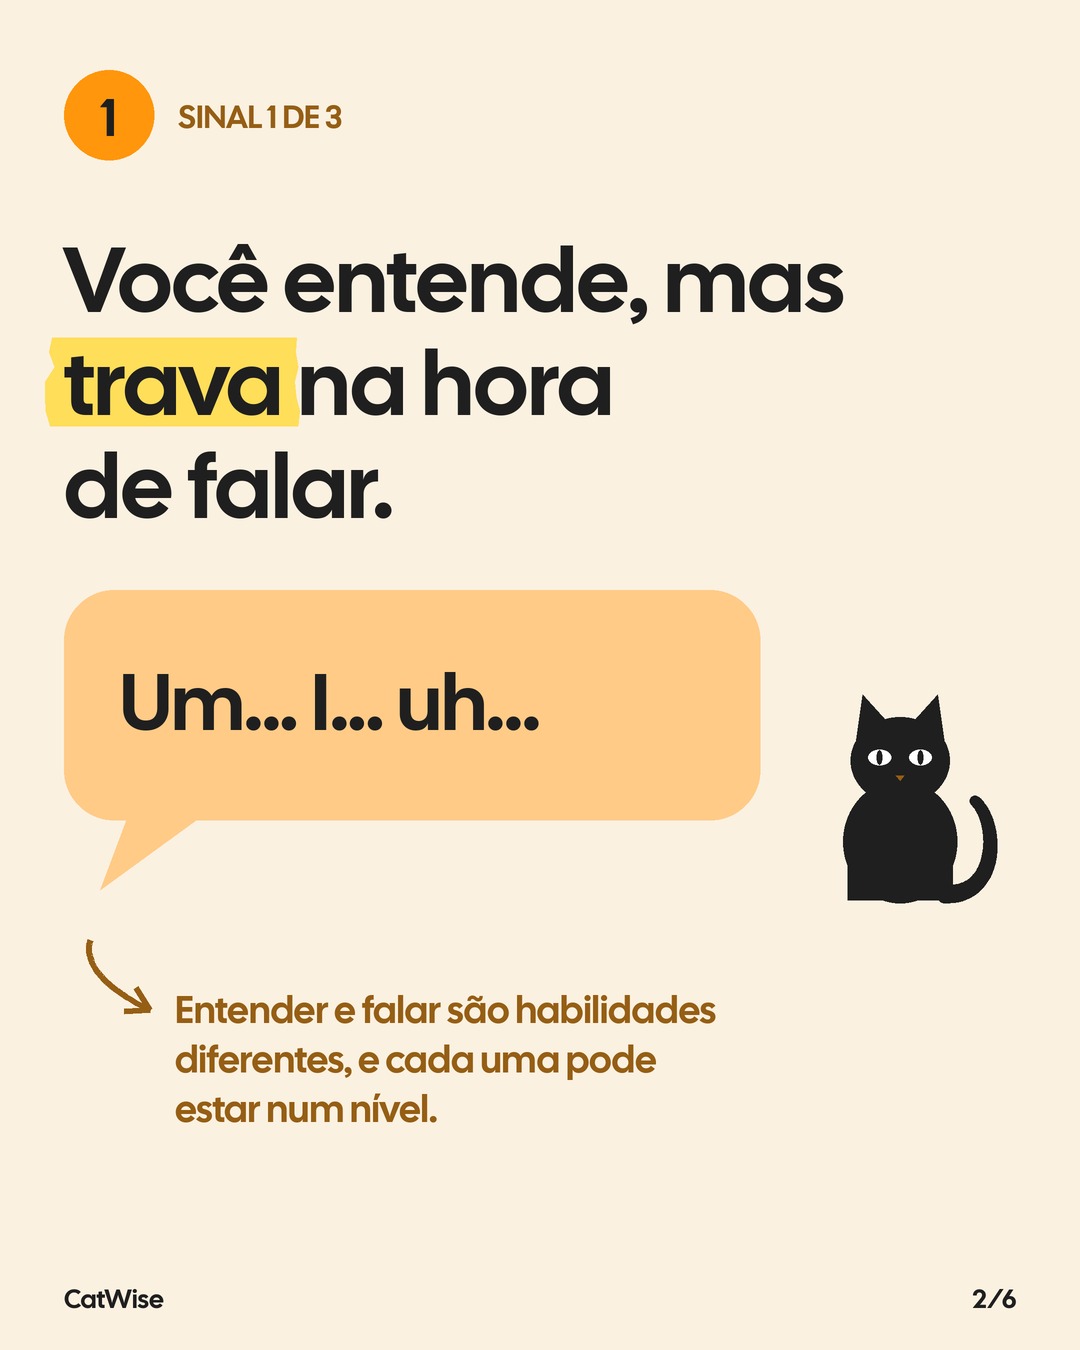 1
SINAL 1 DE 3
Você entende, mas
trava na hora
de falar.
Um... I... uh...
Entender e falar são habilidades
diferentes, e cada uma pode
estar num nível.
CatWise
2/6